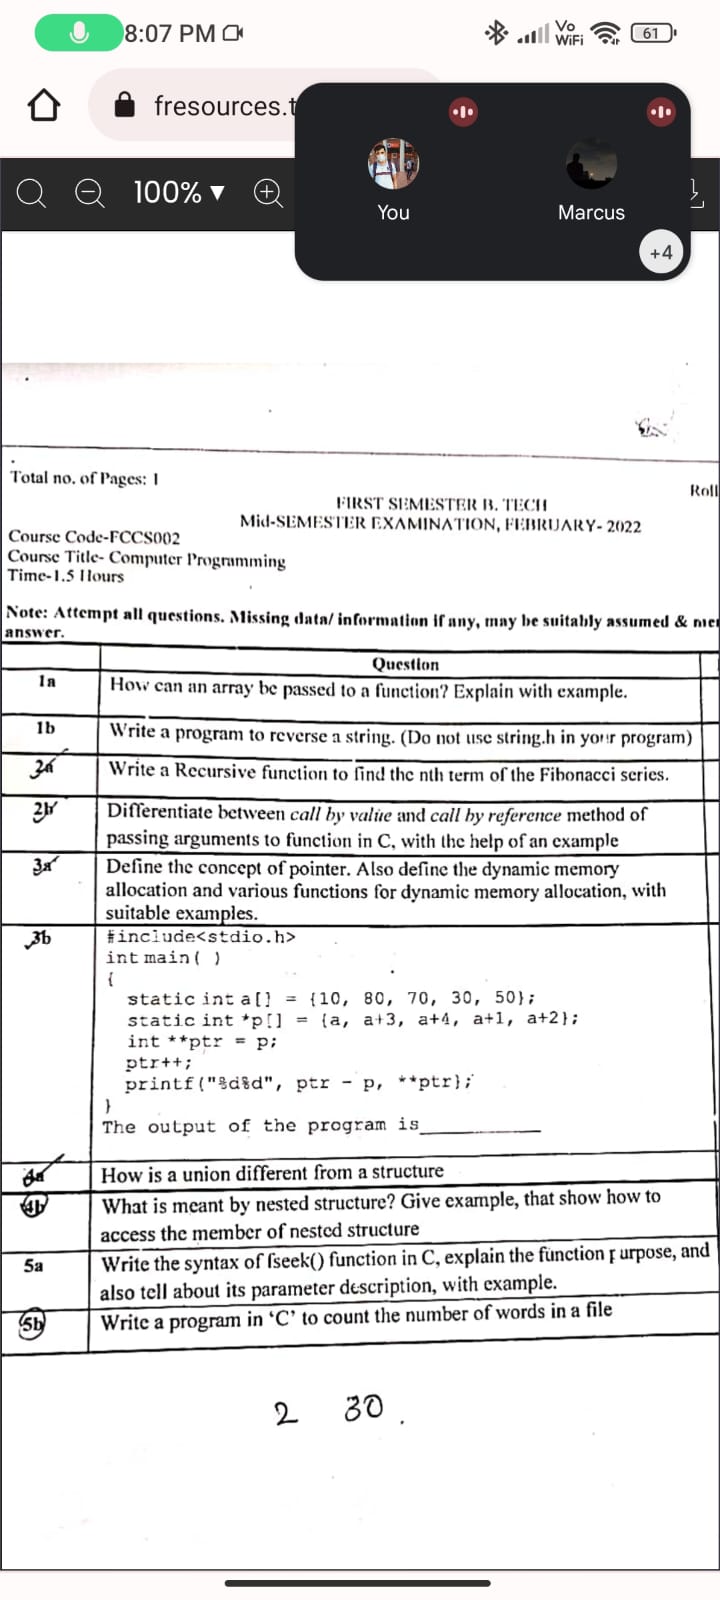 8:07 PM
Vo
WiFi
61
fresources.t
You
Marcus
+4
100%
Total no. of Pages: 1
Roll
FIRST SEMESTER B. TECH
Mid-SEMESTER EXAMINATION, FEBRUARY- 2022
Course Code-FCCS002
Course Title- Computer Programming
Time-1.5 Hours
Note: Attempt all questions. Missing data/ information if any, may be suitably assumed & men
answer.
Question
1a How can an array be passed to a function? Explain with example.
1b Write a program to reverse a string. (Do not use string.h in your program)
2a Write a Recursive function to find the nth term of the Fibonacci series.
2b Differentiate between call by value and call by reference method of
passing arguments to function in C, with the help of an example
3a Define the concept of pointer. Also define the dynamic memory
allocation and various functions for dynamic memory allocation, with
suitable examples.
3b #include<stdio.h>
int main( )
{
static int a[] = {10, 80, 70, 30, 50};
static int *p[] = {a, a+3, a+4, a+1, a+2};
int **ptr = p;
ptr++;
printf("%d%d", ptr - p, **ptr};
}
The output of the program is____________
4a How is a union different from a structure
4b What is meant by nested structure? Give example, that show how to
access the member of nested structure
5a Write the syntax of fseek() function in C, explain the function purpose, and
also tell about its parameter description, with example.
5b Write a program in ‘C’ to count the number of words in a file
2 30 .